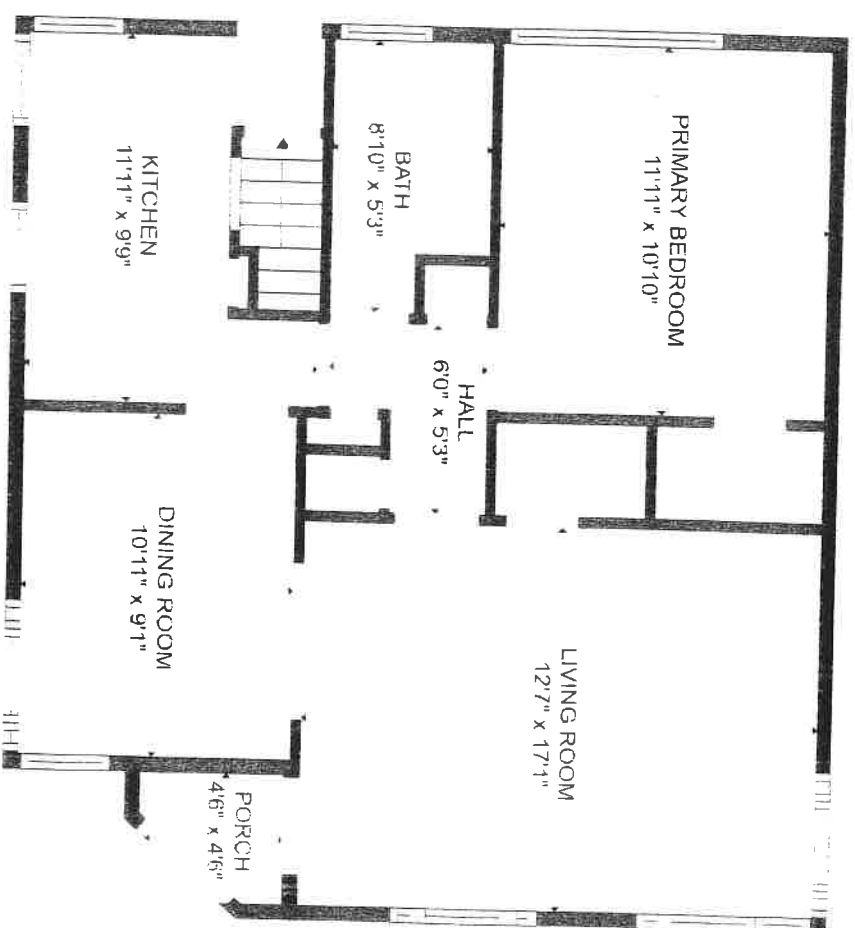 PRIMARY BEDROOM
11'11" x 10'10"
BATH
8'10" x 5'3"
KITCHEN
11'11" x 9'9"
HALL
6'0" x 5'3"
LIVING ROOM
12'7" x 17'1"
DINING ROOM
10'11" x 9'1"
PORCH
4'6" x 4'6"